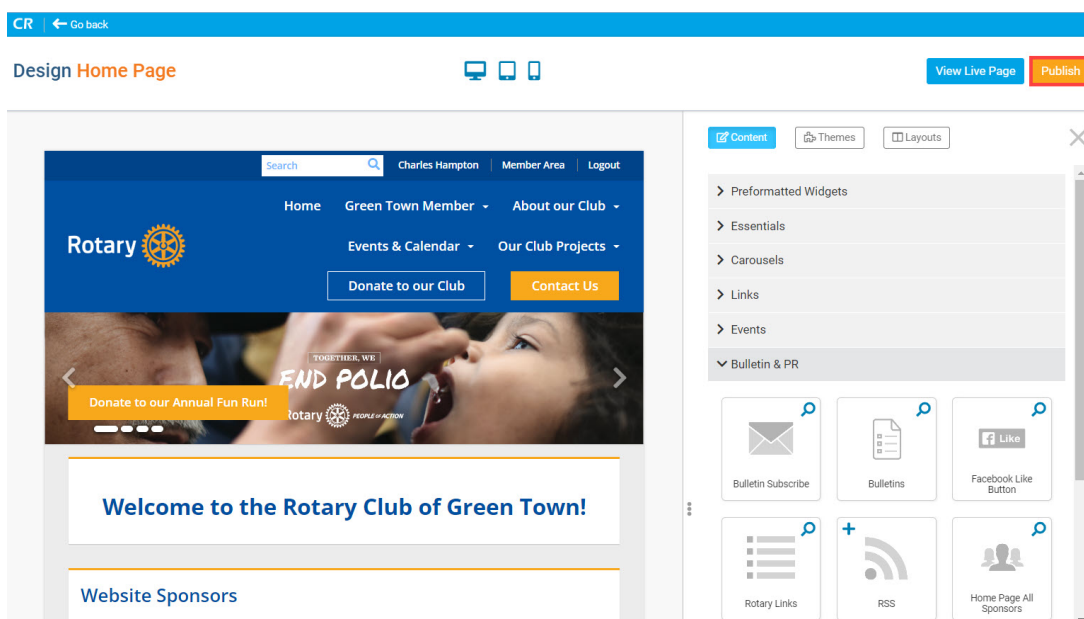 CR Go back
Design Home Page
View Live Page Publish
Content Themes Layouts
Search Charles Hampton Member Area Logout
Home Green Town Member About our Club
Rotary Events & Calendar Our Club Projects
Donate to our Club Contact Us
TOGETHER, WE
END POLIO
Donate to our Annual Fun Run!
Rotary PEOPLE of ACTION
Welcome to the Rotary Club of Green Town!
Website Sponsors
Preformatted Widgets
Essentials
Carousels
Links
Events
Bulletin & PR
f Like
Bulletin Subscribe Bulletins Facebook Like
Button
Rotary Links RSS Home Page All
Sponsors